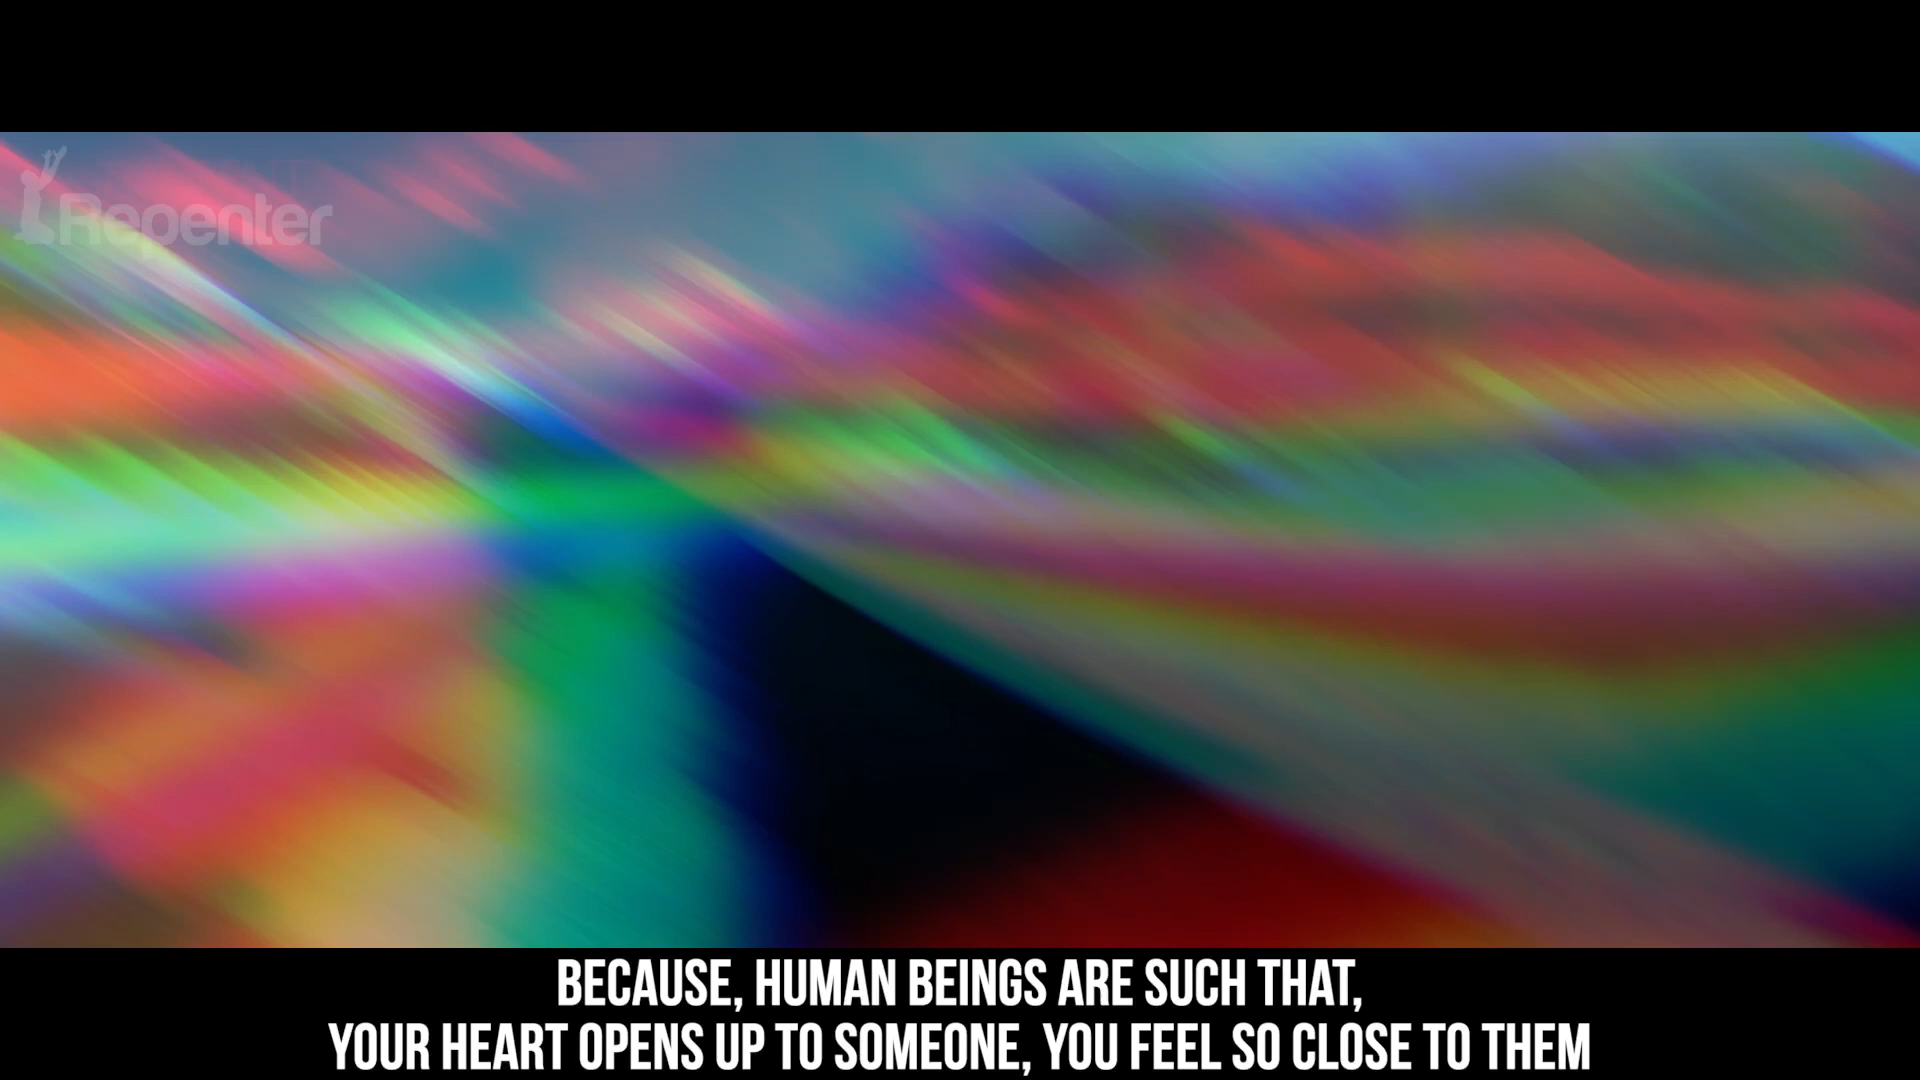 Repenter
BECAUSE, HUMAN BEINGS ARE SUCH THAT,
YOUR HEART OPENS UP TO SOMEONE, YOU FEEL SO CLOSE TO THEM